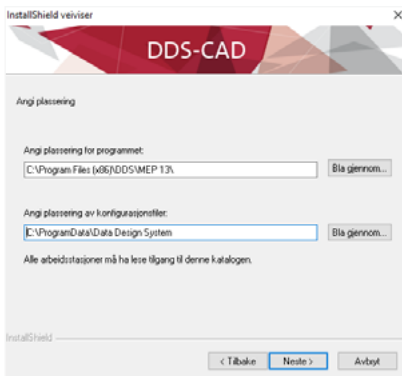 InstallShield veiviser
DDS-CAD
Angi plassering
Angi plassering for programmet:
C:\Program Files (x86)\DDS\MEP 13\
Bla gjennom...
Angi plassering av konfigurasjonsfiler:
C:\ProgramData\Data Design System
Bla gjennom...
Alle arbeidsstasjoner må ha lese tilgang til denne katalogen.
InstallShield
< Tilbake
Neste >
Avbryt